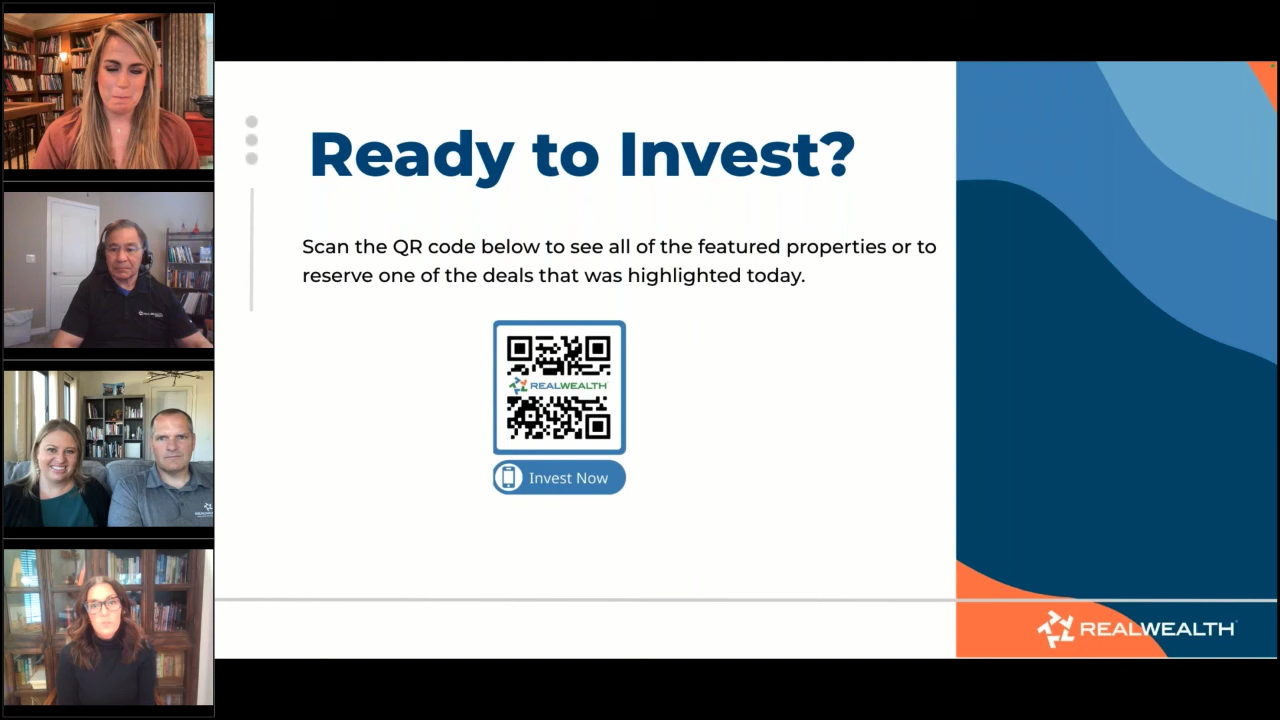 Ready to Invest?
Scan the QR code below to see all of the featured properties or to
reserve one of the deals that was highlighted today.
REALWEALTH
Invest Now
REALWEALTH